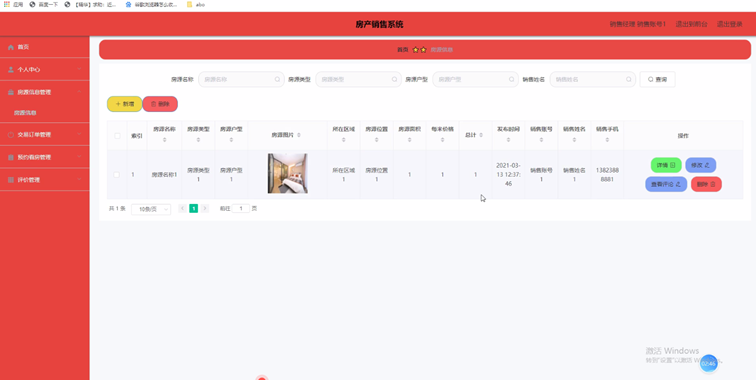 应用 百度一下 谷歌浏览器怎么收... abo
房产销售系统
销售经理 销售账号1 退出到前台 退出登录
首页
个人中心
房源信息管理
房源信息
交易订单管理
预约看房管理
评价管理
首页 房源信息
房源名称 房源名称 房源类型 房源类型 房源户型 房源户型 销售姓名 销售姓名 查询
新增 删除
索引 房源名称 房源类型 房源户型 房源图片 所在区域 房源位置 房源面积 每平价格 总计 发布时间 销售账号 销售姓名 销售手机 操作
1 房源名称1 房源类型1 房源户型1 所在区域1 房源位置1 1 1 1 2021-03-13 12:37:46 销售账号1 销售姓名1 13823888881
详情 修改
查看评论 删除
共 1 条 10条/页 1 前往 1 页
激活 Windows
转到"设置"以激活 Windows。
02:46